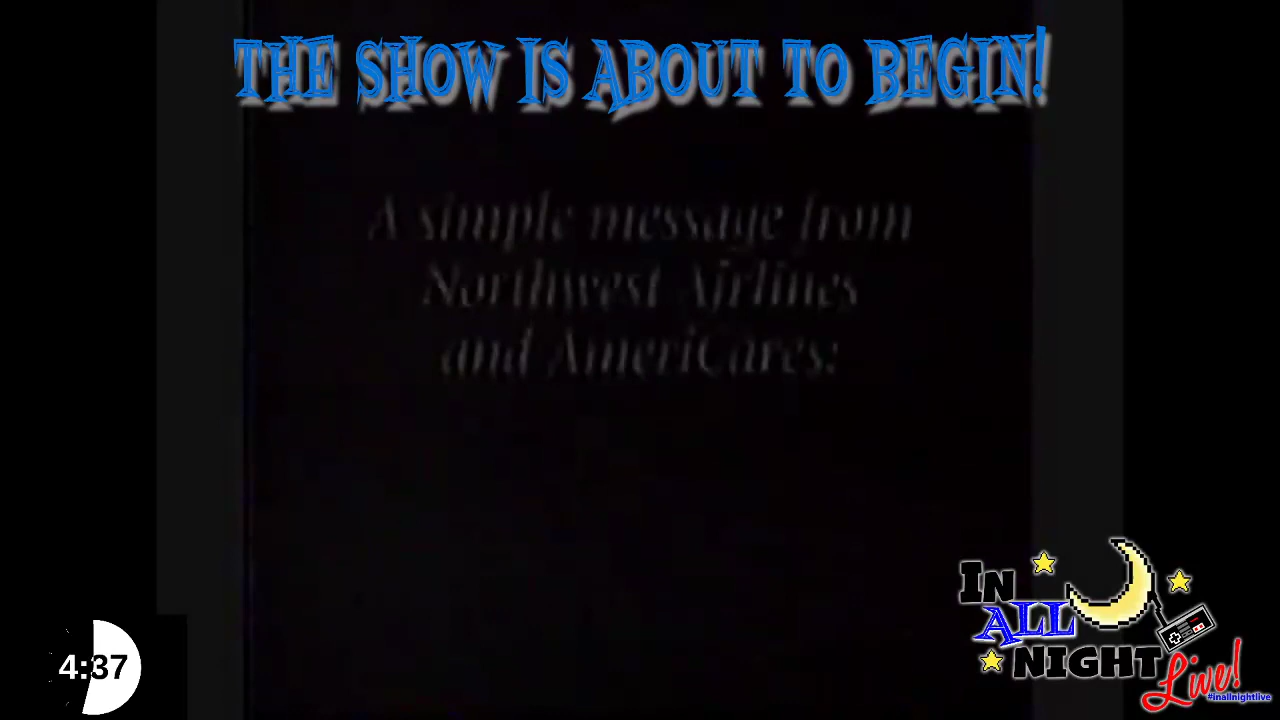 THE SHOW IS ABOUT TO BEGIN!
A simple message from
Northwest Airlines
and AmeriCares:
4:37
IN
ALL
NIGHT
Live!
#inallnightlive